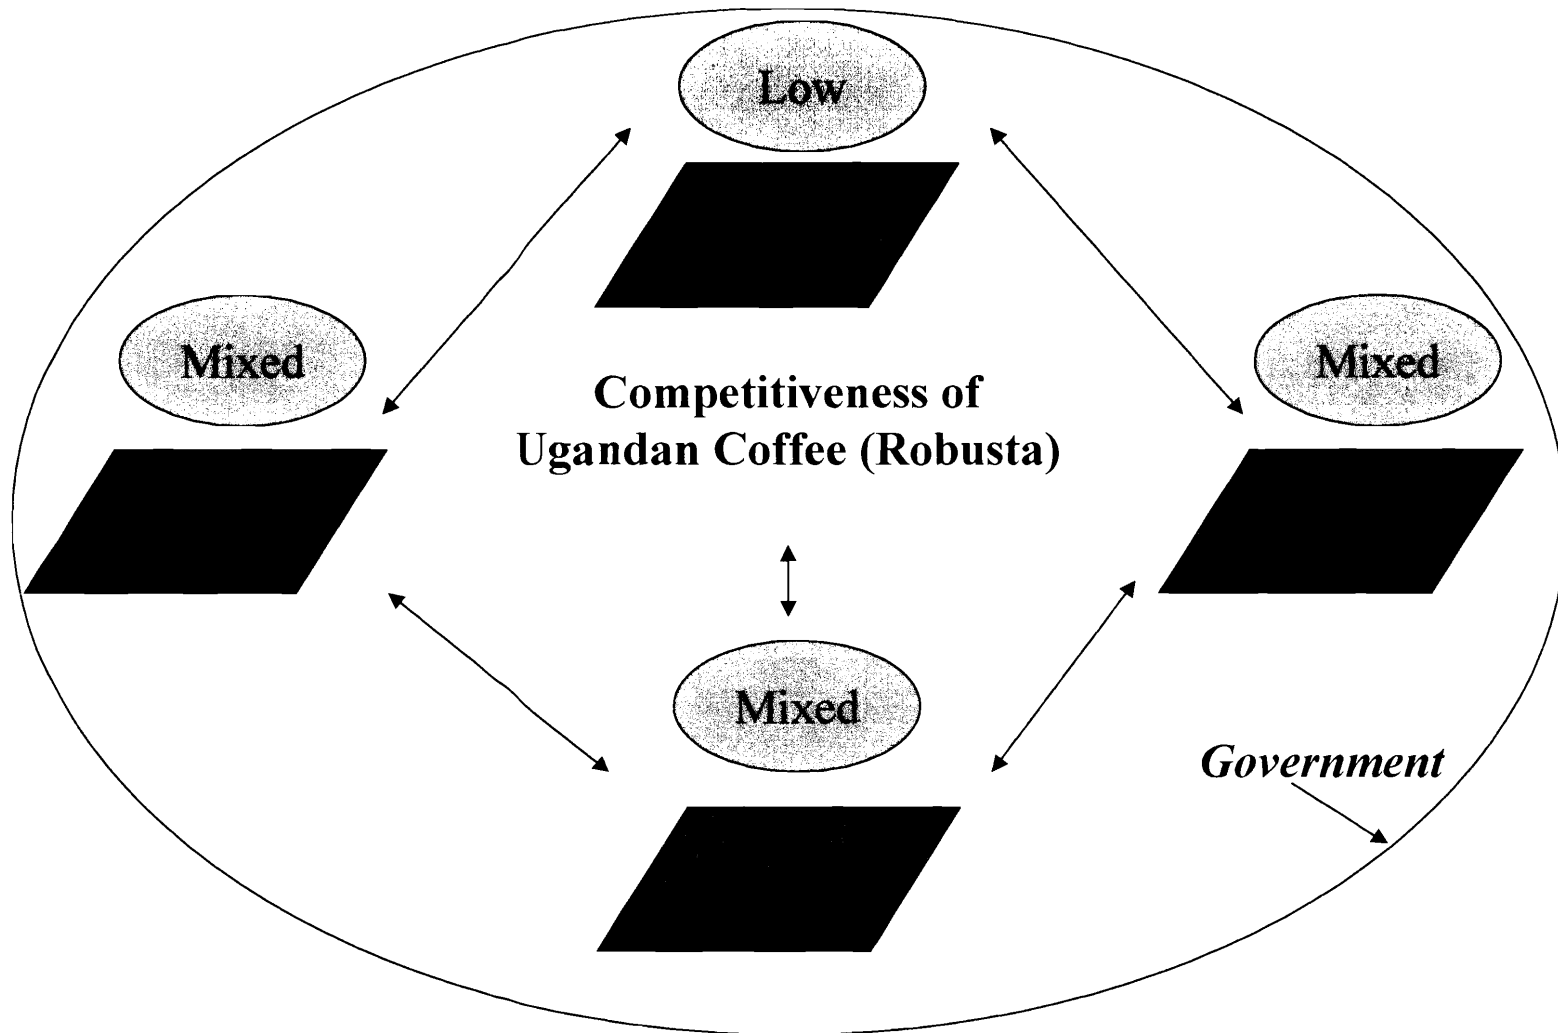 Low
Mixed
Mixed
Competitiveness of
Ugandan Coffee (Robusta)
Mixed
Government